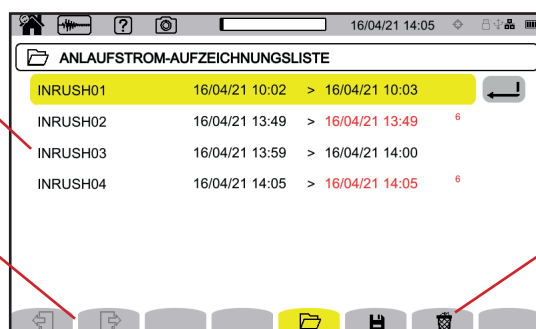 16/04/21 14:05
ANLAUFSTROM-AUFZEICHNUNGSLISTE
INRUSH01 16/04/21 10:02 > 16/04/21 10:03
INRUSH02 16/04/21 13:49 > 16/04/21 13:49 6
INRUSH03 16/04/21 13:59 > 16/04/21 14:00
INRUSH04 16/04/21 14:05 > 16/04/21 14:05 6